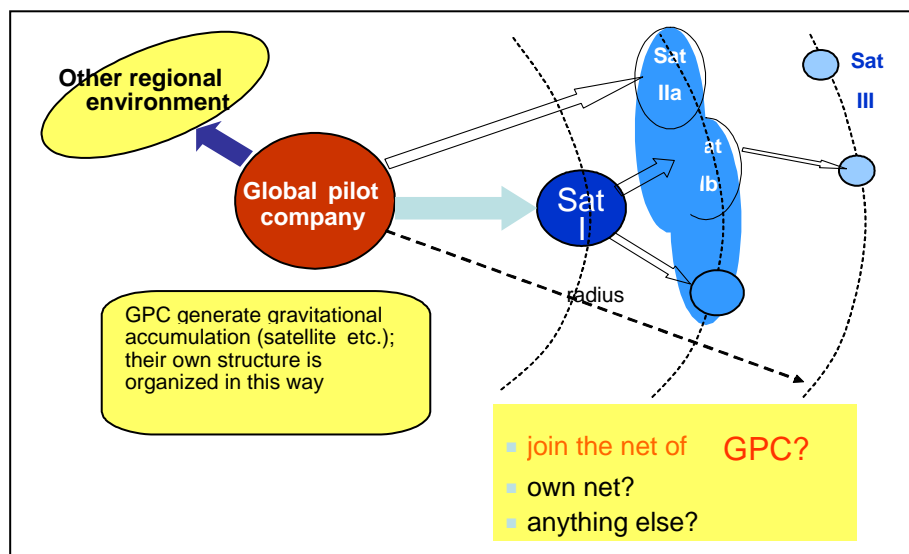 Other regional
environment
Global pilot
company
Sat
IIa
at
Ib
Sat
III
Sat
I
radius
GPC generate gravitational
accumulation (satellite etc.);
their own structure is
organized in this way
join the net of GPC?
own net?
anything else?